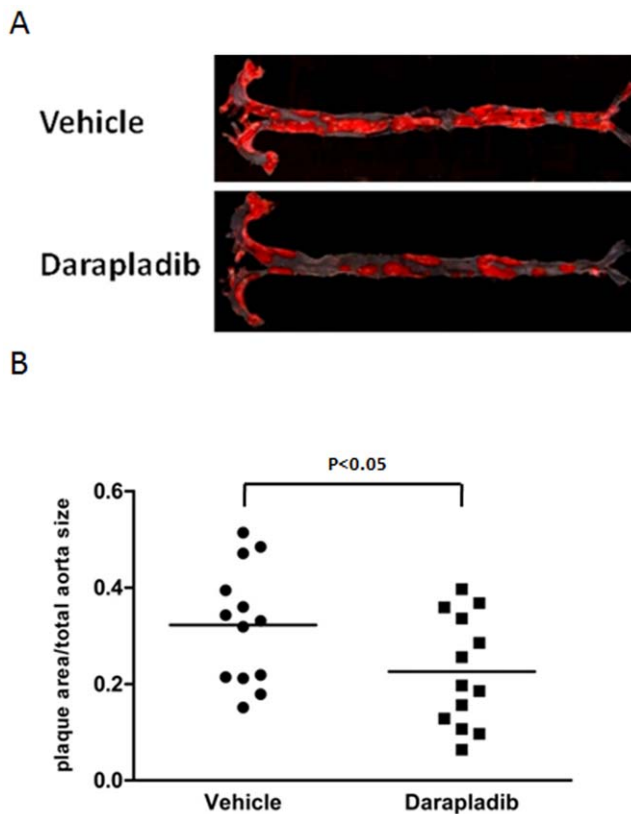 A
Vehicle
Darapladib
B
P<0.05
plaque area/total aorta size
0.6
0.4
0.2
0.0
Vehicle
Darapladib